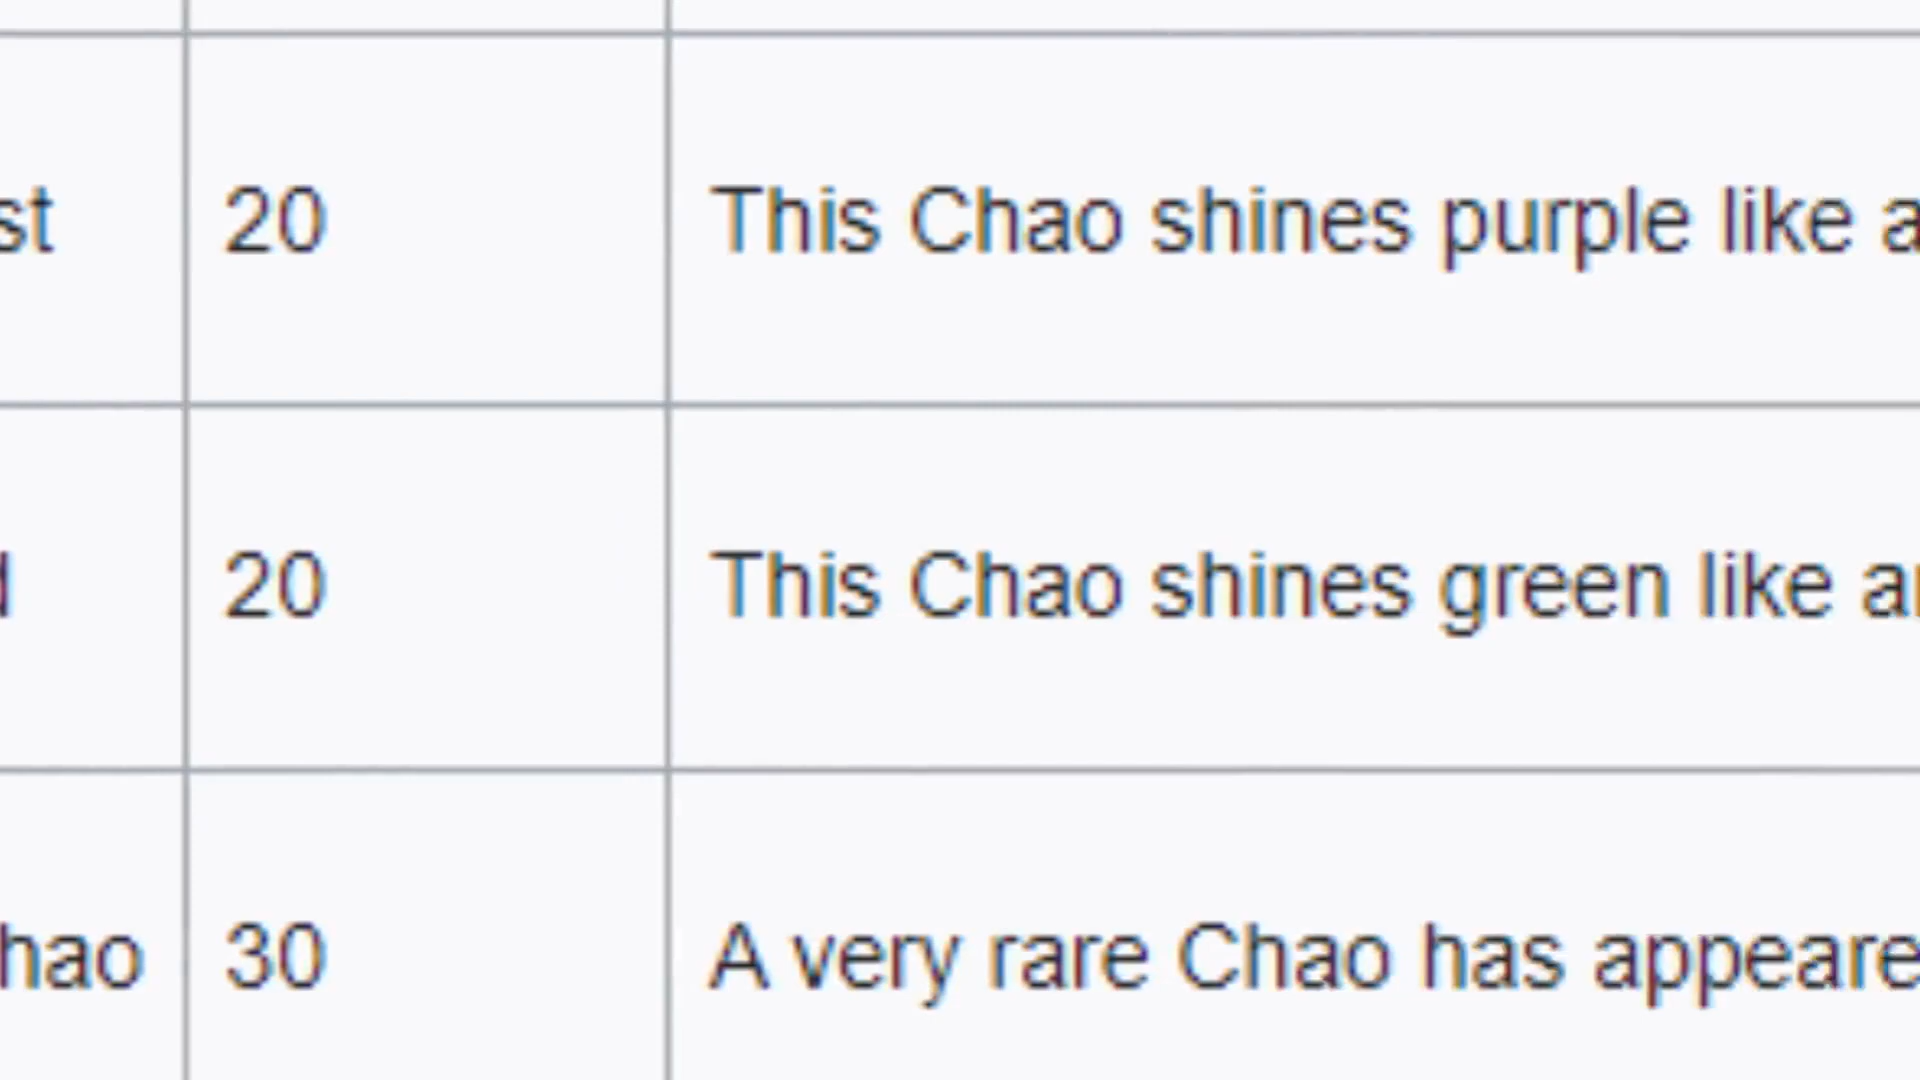 st 20 This Chao shines purple like a
d 20 This Chao shines green like a
hao 30 A very rare Chao has appeare